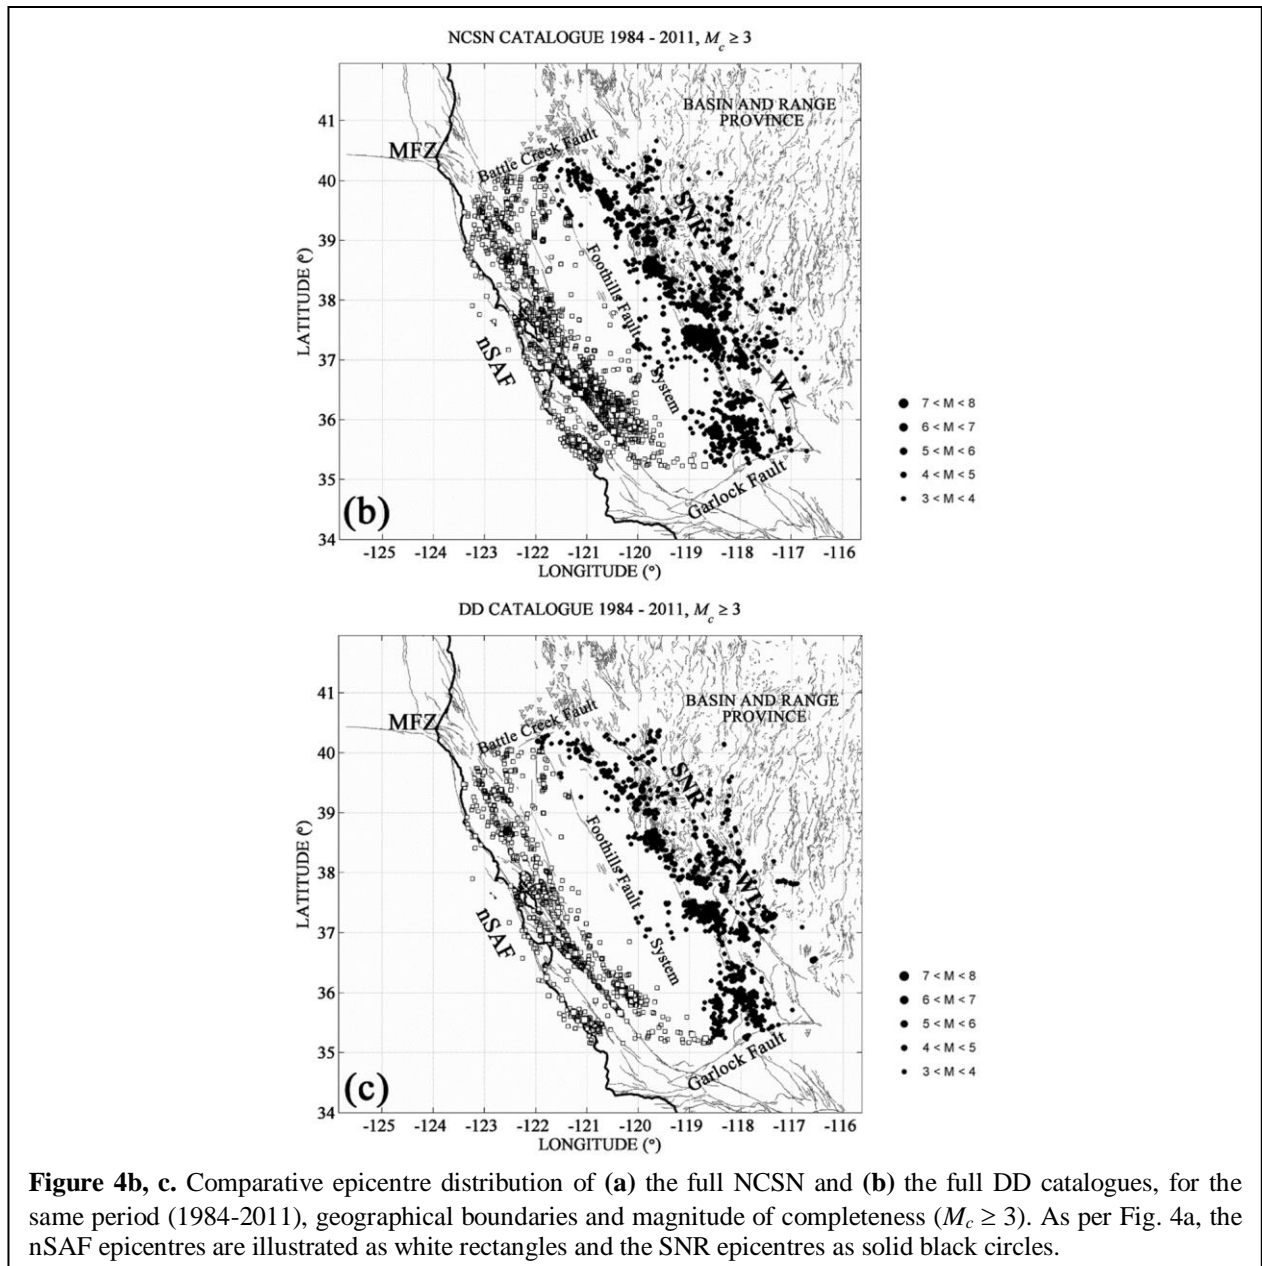 NCSN CATALOGUE 1984 - 2011, Mc ≥ 3
BASIN AND RANGE
PROVINCE
MFZ
Battle Creek Fault
SNR
Foothills Fault
System
nSAF
WL
Garlock Fault
(b)
41
40
39
38
37
36
35
34
LATITUDE (°)
-125 -124 -123 -122 -121 -120 -119 -118 -117 -116
LONGITUDE (°)
7 < M < 8
6 < M < 7
5 < M < 6
4 < M < 5
3 < M < 4
DD CATALOGUE 1984 - 2011, Mc ≥ 3
BASIN AND RANGE
PROVINCE
MFZ
Battle Creek Fault
SNR
Foothills Fault
System
nSAF
WL
Garlock Fault
(c)
41
40
39
38
37
36
35
34
LATITUDE (°)
-125 -124 -123 -122 -121 -120 -119 -118 -117 -116
LONGITUDE (°)
7 < M < 8
6 < M < 7
5 < M < 6
4 < M < 5
3 < M < 4
Figure 4b, c. Comparative epicentre distribution of (a) the full NCSN and (b) the full DD catalogues, for the
same period (1984-2011), geographical boundaries and magnitude of completeness (Mc ≥ 3). As per Fig. 4a, the
nSAF epicentres are illustrated as white rectangles and the SNR epicentres as solid black circles.